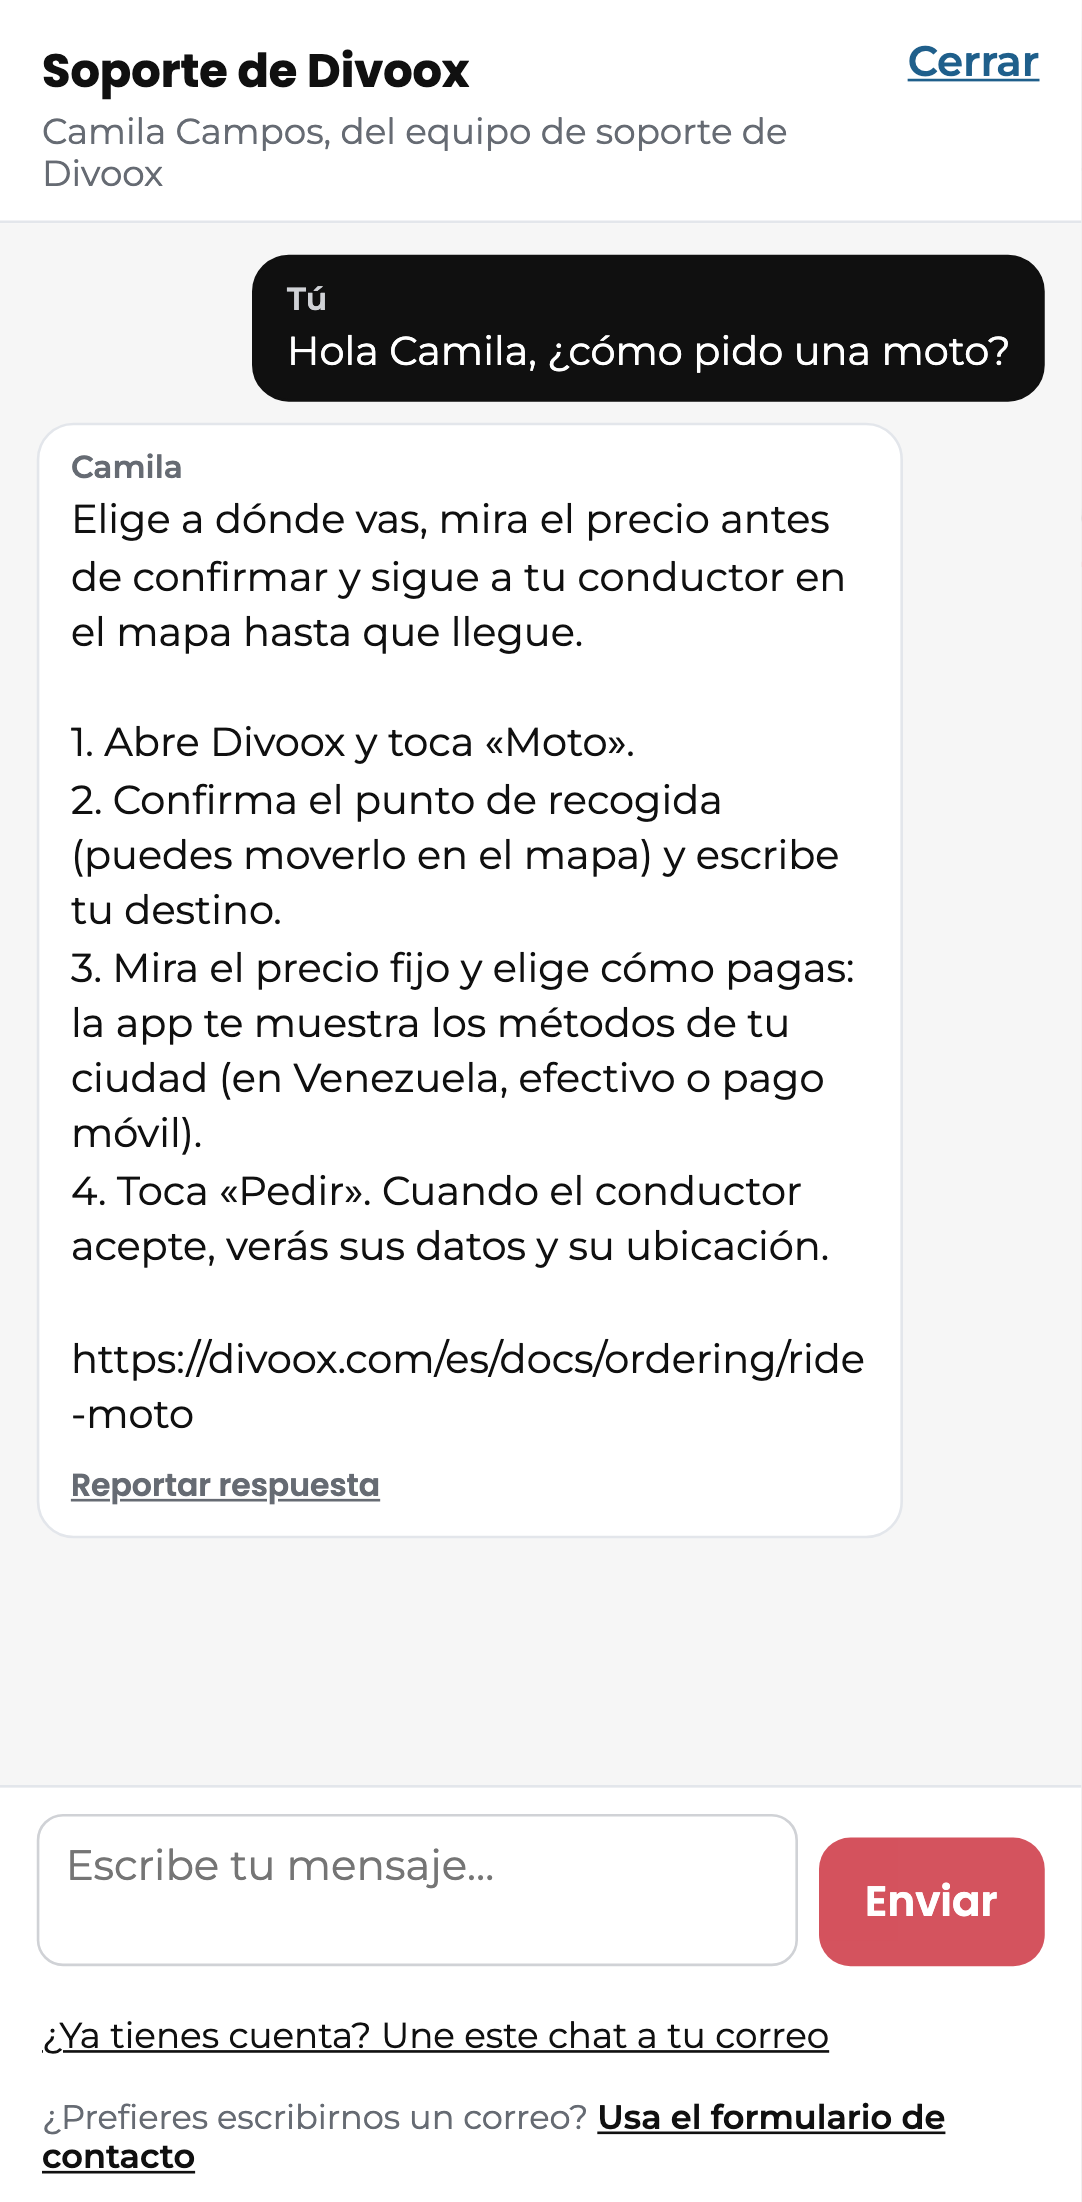 Soporte de Divoox
Cerrar
Camila Campos, del equipo de soporte de
Divoox
Tú
Hola Camila, ¿cómo pido una moto?
Camila
Elige a dónde vas, mira el precio antes
de confirmar y sigue a tu conductor en
el mapa hasta que llegue.
1. Abre Divoox y toca «Moto».
2. Confirma el punto de recogida
(puedes moverlo en el mapa) y escribe
tu destino.
3. Mira el precio fijo y elige cómo pagas:
la app te muestra los métodos de tu
ciudad (en Venezuela, efectivo o pago
móvil).
4. Toca «Pedir». Cuando el conductor
acepte, verás sus datos y su ubicación.
https://divoox.com/es/docs/ordering/ride
-moto
Reportar respuesta
Escribe tu mensaje...
Enviar
¿Ya tienes cuenta? Une este chat a tu correo
¿Prefieres escribirnos un correo? Usa el formulario de
contacto